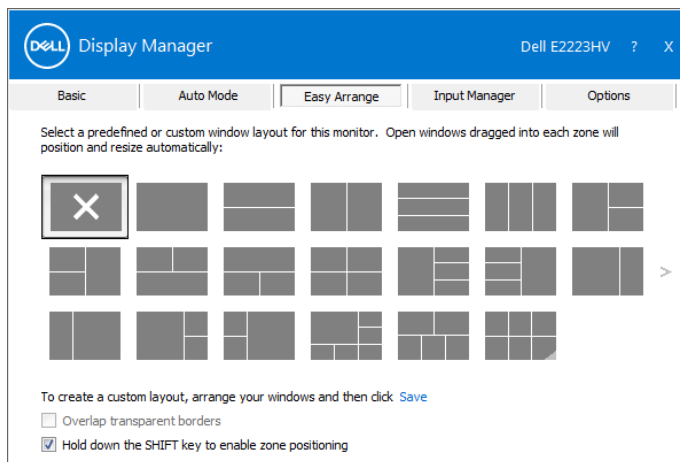 DELL Display Manager Dell E2223HV ? X
Basic Auto Mode Easy Arrange Input Manager Options
Select a predefined or custom window layout for this monitor. Open windows dragged into each zone will
position and resize automatically:
>
To create a custom layout, arrange your windows and then click Save
Overlap transparent borders
Hold down the SHIFT key to enable zone positioning